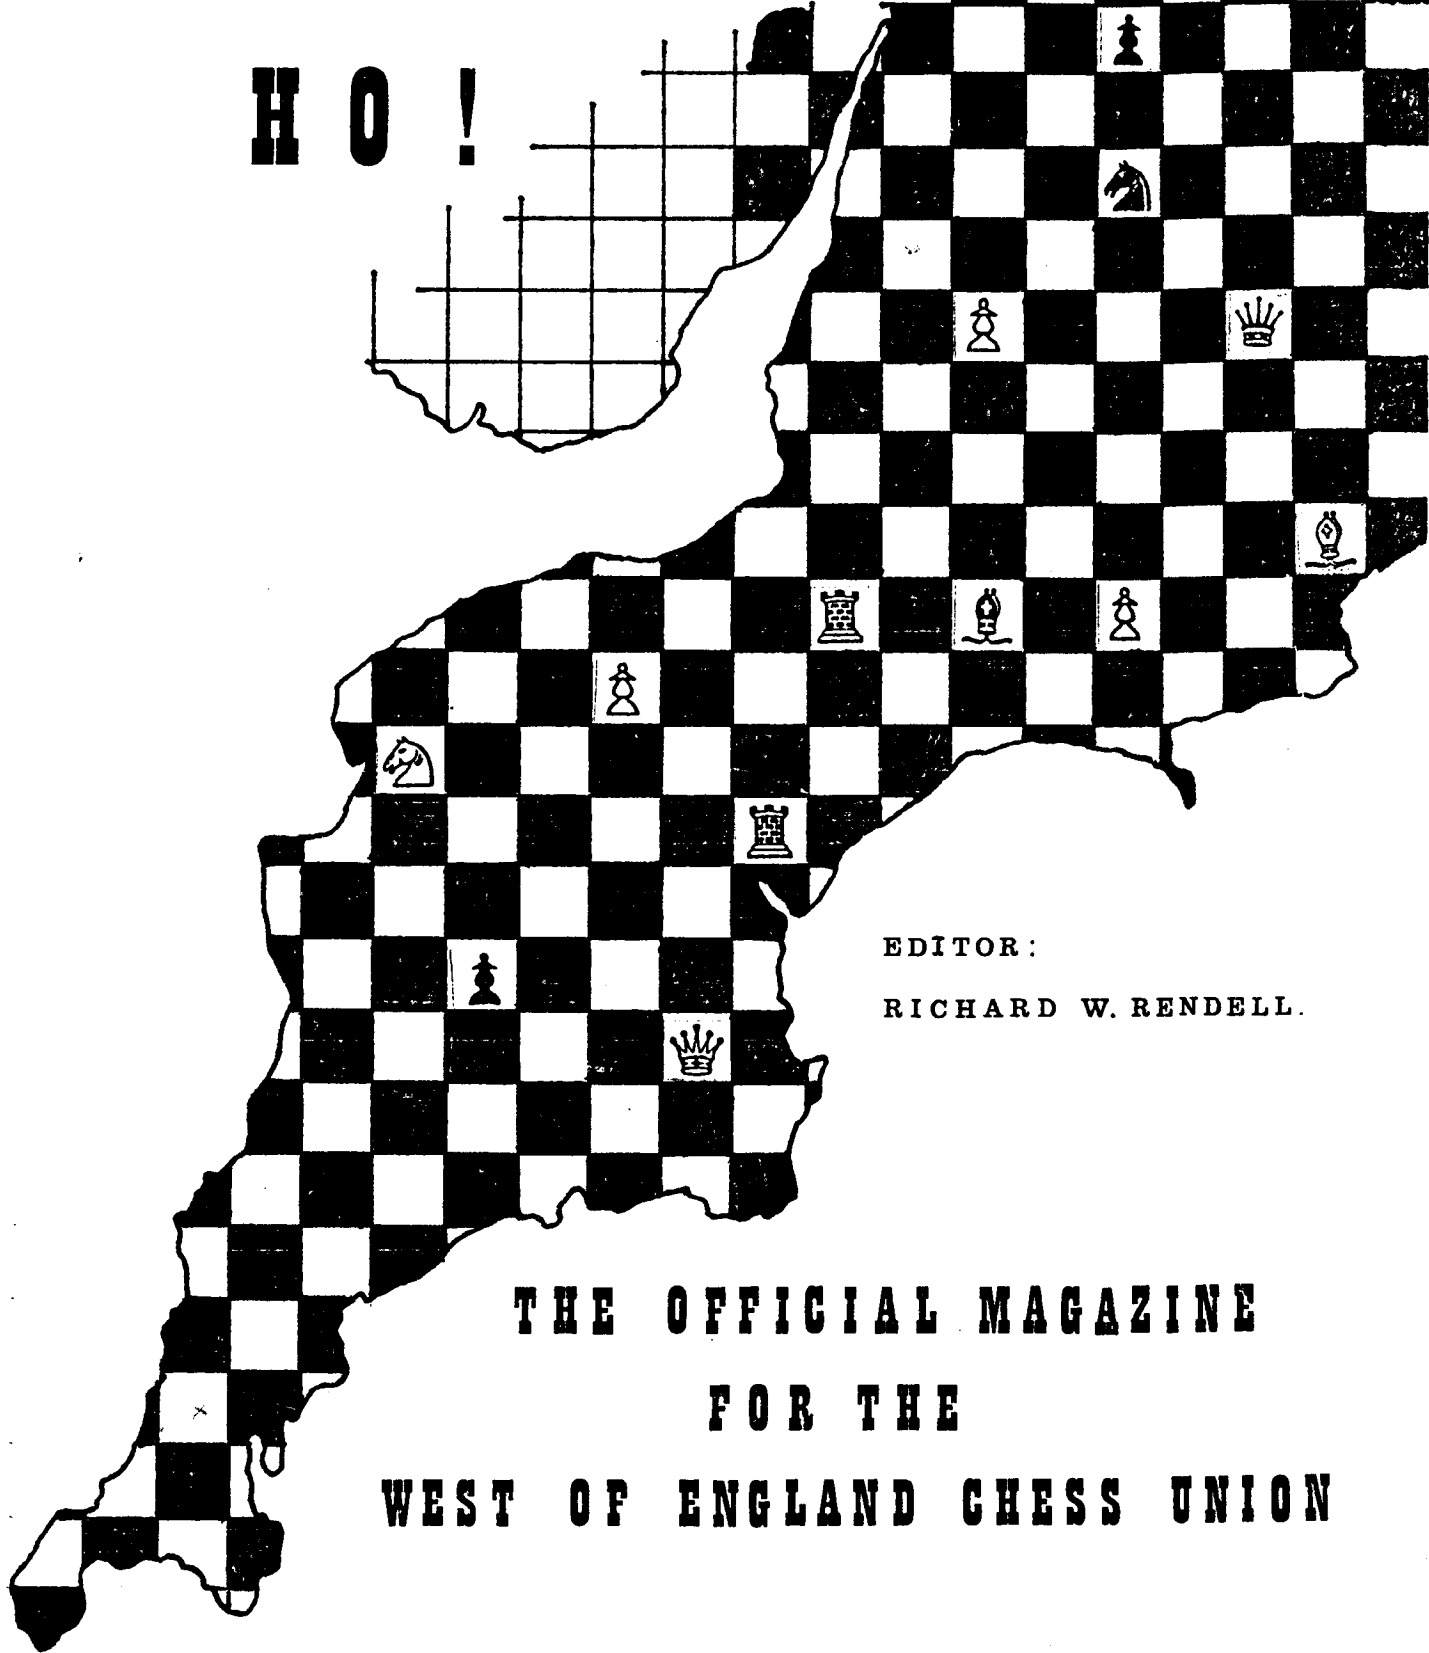 HO!
EDITOR:
RICHARD W. RENDELL.
THE OFFICIAL MAGAZINE
FOR THE
WEST OF ENGLAND CHESS UNION